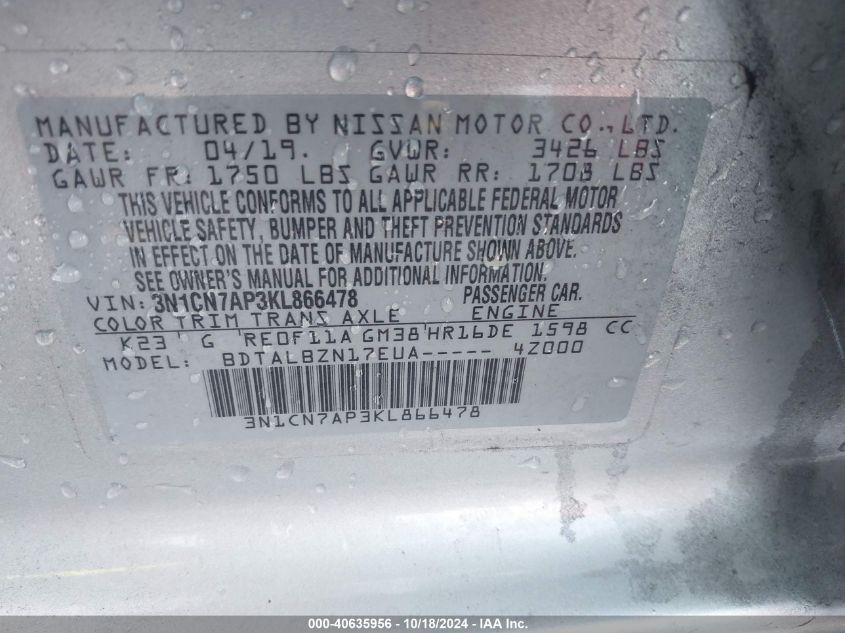 MANUFACTURED BY NISSAN MOTOR CO., LTD.
DATE: 04/19. GVWR: 3426 LBS
GAWR FR: 1750 LBS GAWR RR: 1708 LBS
THIS VEHICLE CONFORMS TO ALL APPLICABLE FEDERAL MOTOR
VEHICLE SAFETY, BUMPER AND THEFT PREVENTION STANDARDS
IN EFFECT ON THE DATE OF MANUFACTURE SHOWN ABOVE.
SEE OWNER'S MANUAL FOR ADDITIONAL INFORMATION.
VIN: 3N1CN7AP3KL866478 PASSENGER CAR.
COLOR TRIM TRANS AXLE ENGINE
K23 G 'RE0F11A GM38'HR16DE 1598 CC
MODEL: BDTALBZN17EUA----- 4Z000
3N1CN7AP3KL866478
000-40635956 - 10/18/2024 - IAA Inc.